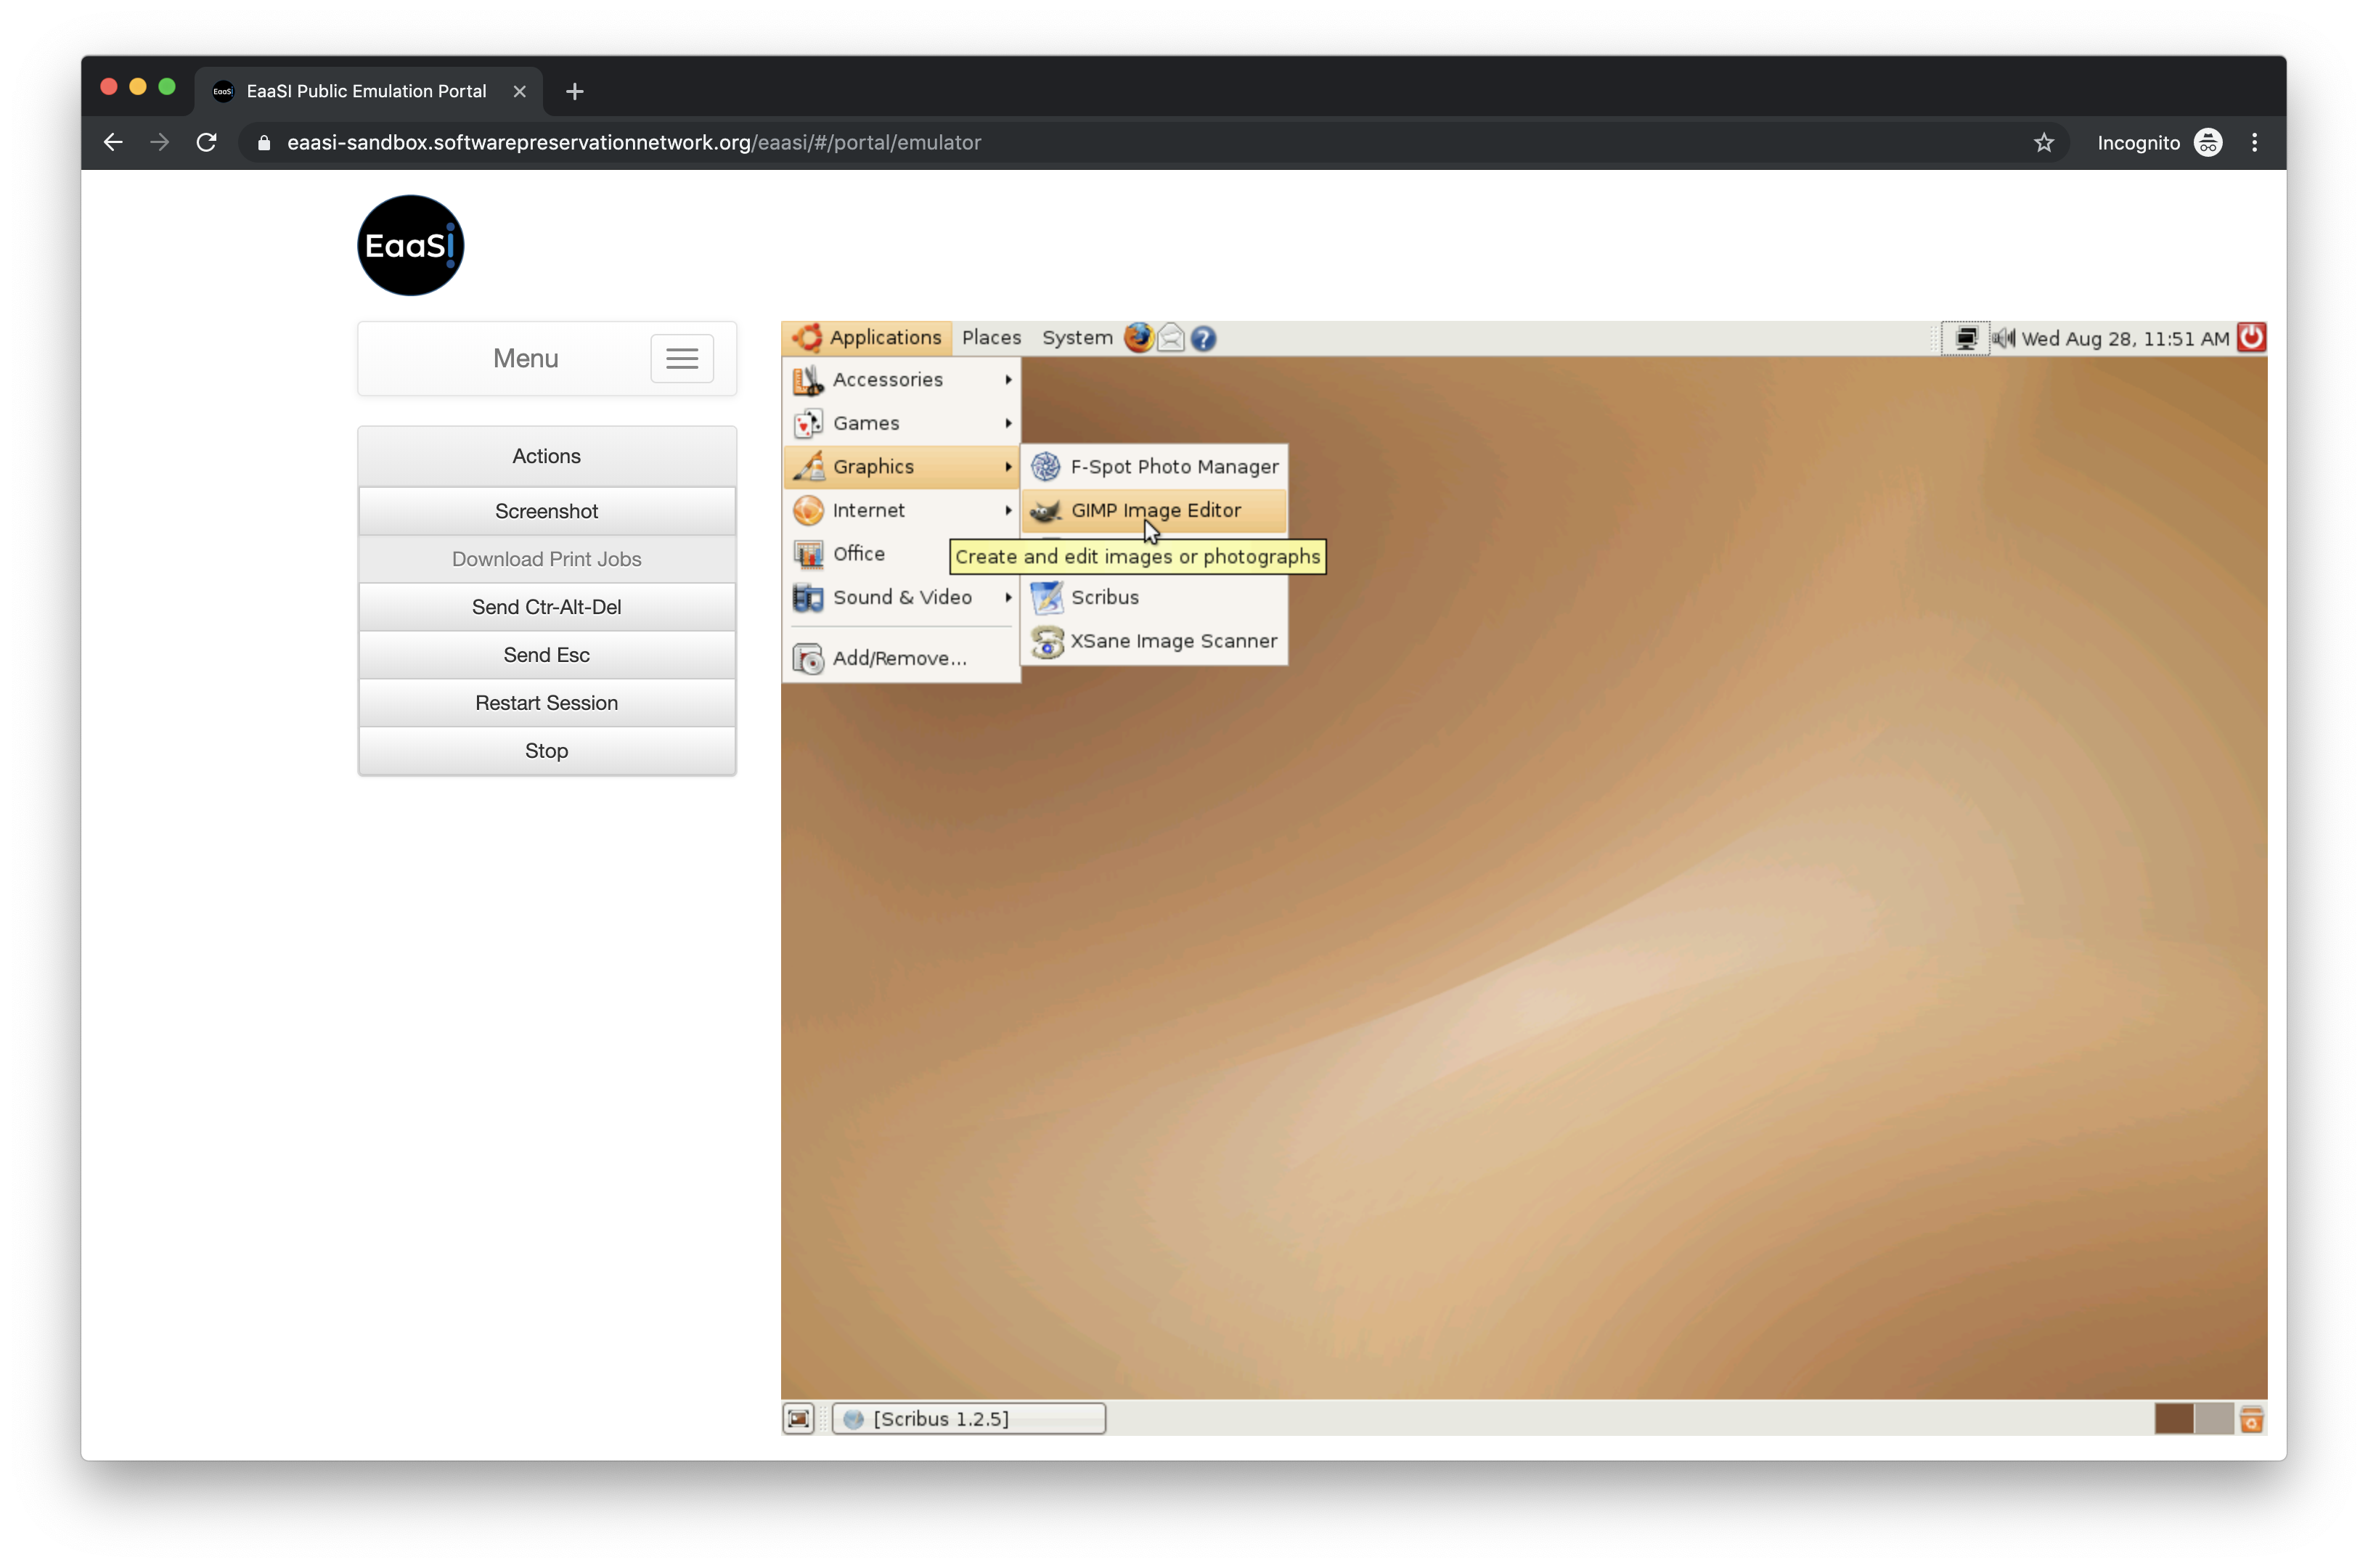 EaaSI Public Emulation Portal
eaasi-sandbox.softwarepreservationnetwork.org/eaasi/#/portal/emulator
Incognito
EaaSI
Menu
Actions
Screenshot
Download Print Jobs
Send Ctr-Alt-Del
Send Esc
Restart Session
Stop
Applications Places System Wed Aug 28, 11:51 AM
Accessories
Games
Graphics
Internet
Office
Sound & Video
Add/Remove...
F-Spot Photo Manager
GIMP Image Editor
Create and edit images or photographs
Scribus
XSane Image Scanner
[Scribus 1.2.5]